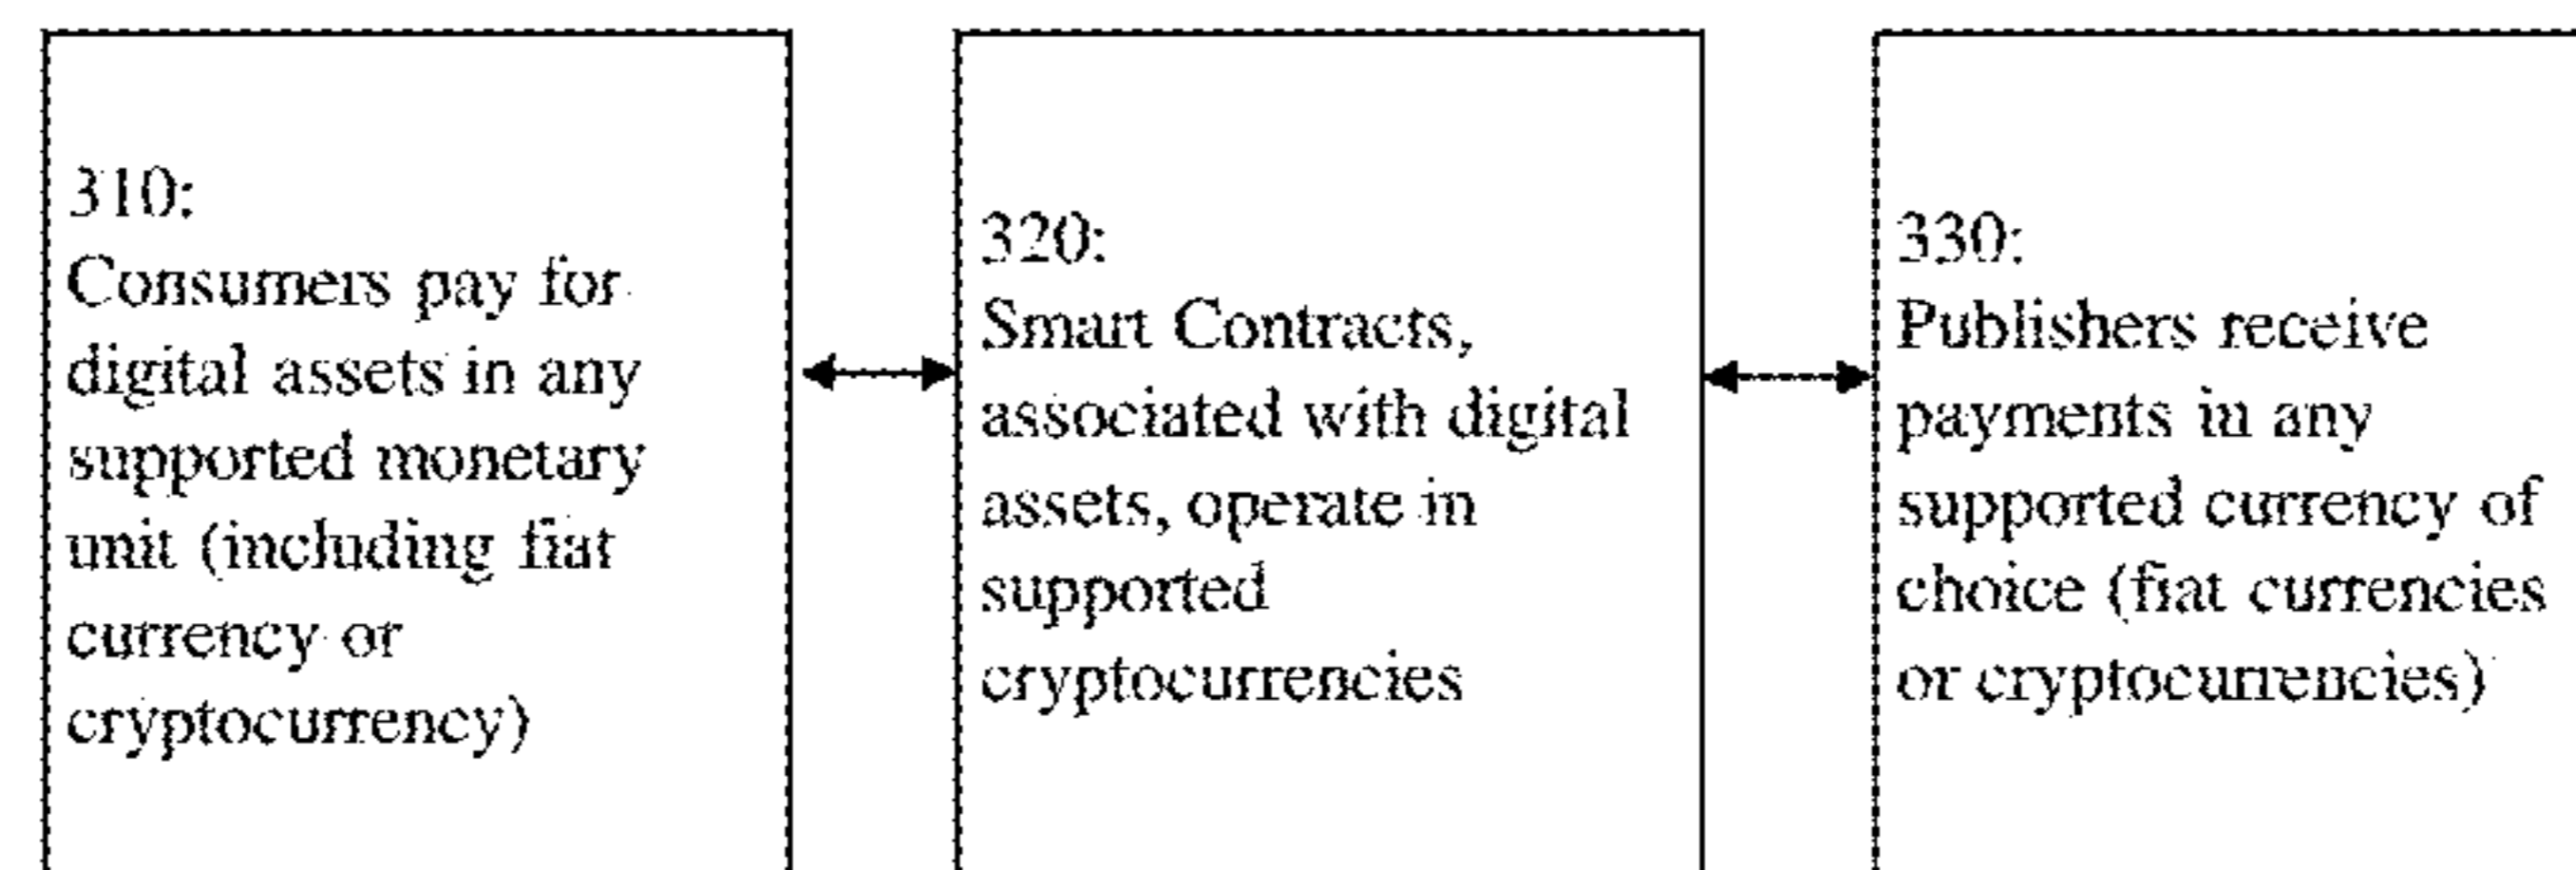 310:
Consumers pay for
digital assets in any
supported monetary
unit (including fiat
currency or
cryptocurrency)
320:
Smart Contracts,
associated with digital
assets, operate in
supported
cryptocurrencies
330:
Publishers receive
payments in any
supported currency of
choice (fiat currencies
or cryptocurrencies)